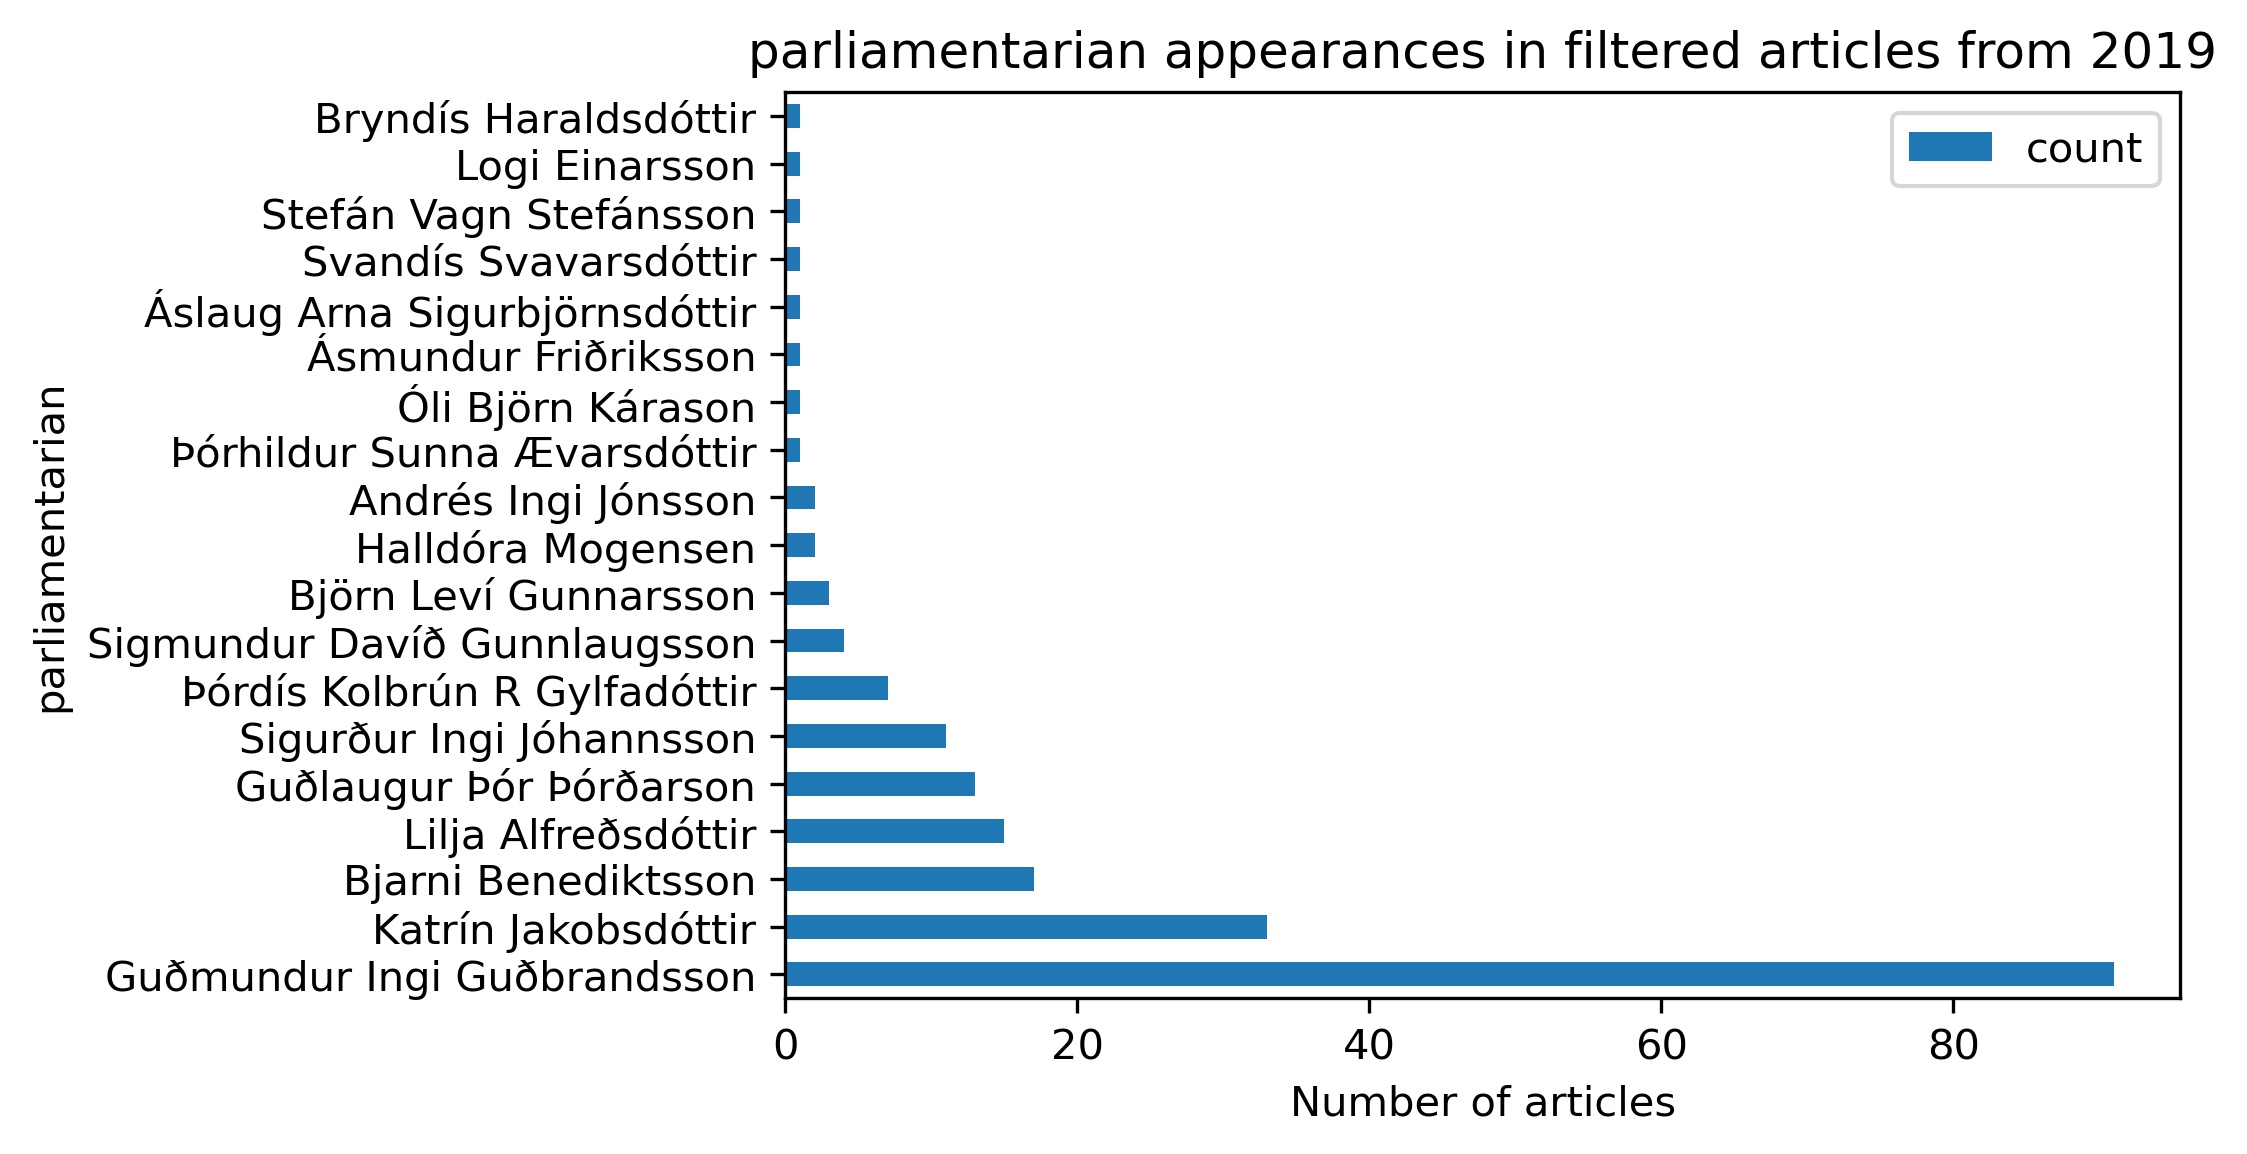 parliamentarian appearances in filtered articles from 2019
count
parliamentarian
Bryndís Haraldsdóttir
Logi Einarsson
Stefán Vagn Stefánsson
Svandís Svavarsdóttir
Áslaug Arna Sigurbjörnsdóttir
Ásmundur Friðriksson
Óli Björn Kárason
Þórhildur Sunna Ævarsdóttir
Andrés Ingi Jónsson
Halldóra Mogensen
Björn Leví Gunnarsson
Sigmundur Davíð Gunnlaugsson
Þórdís Kolbrún R Gylfadóttir
Sigurður Ingi Jóhannsson
Guðlaugur Þór Þórðarson
Lilja Alfreðsdóttir
Bjarni Benediktsson
Katrín Jakobsdóttir
Guðmundur Ingi Guðbrandsson
0 20 40 60 80
Number of articles